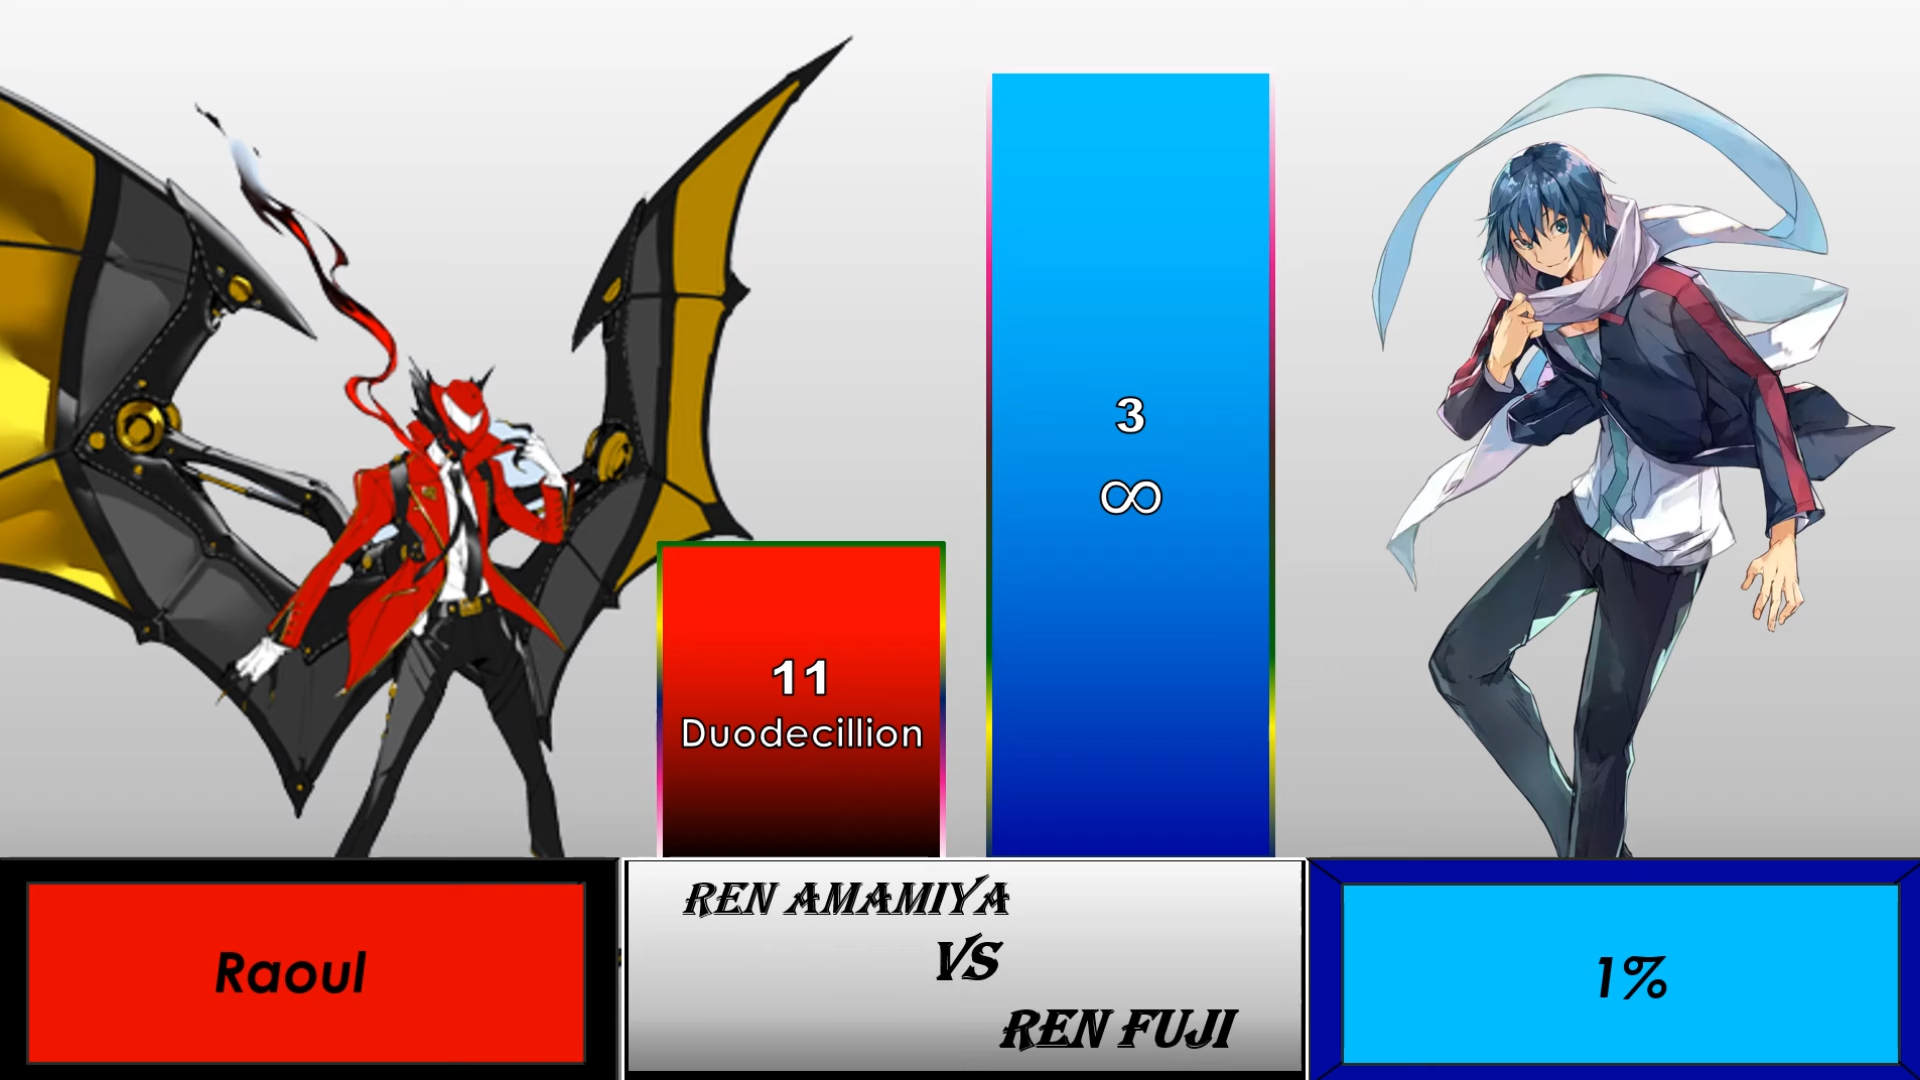 3
∞
11
Duodecillion
REN AMAMIYA
VS
REN FUJI
Raoul
1%